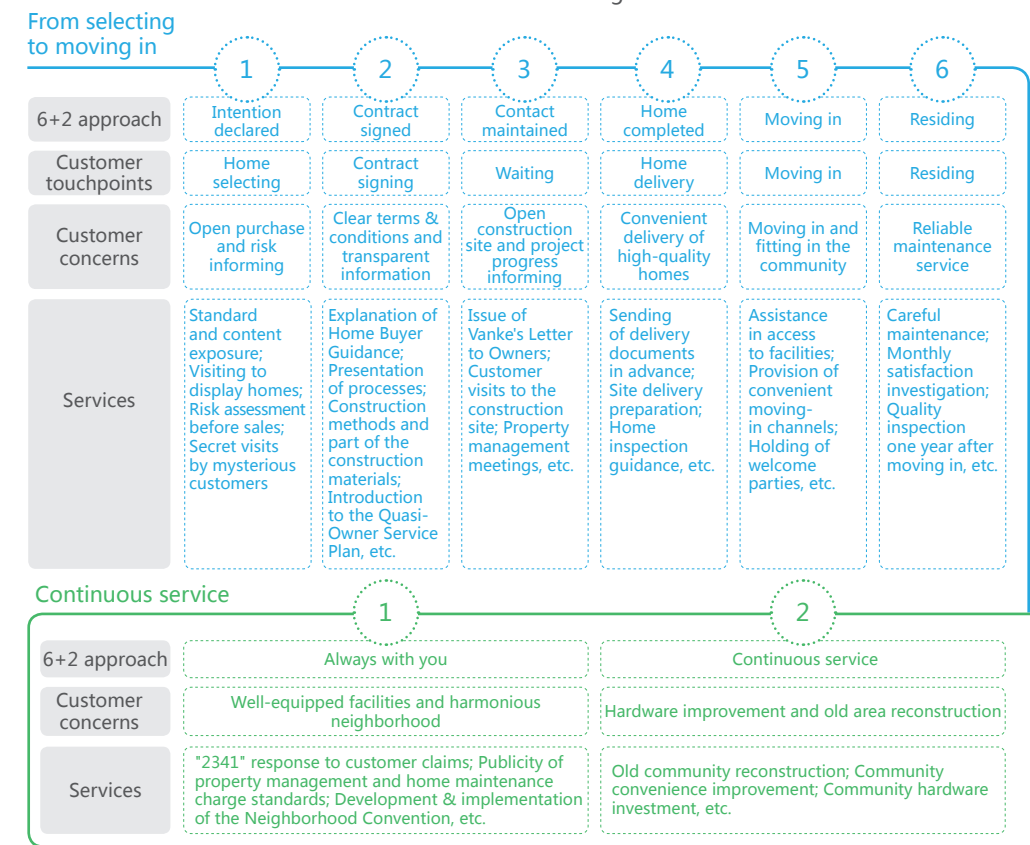 From selecting
to moving in
1
2
3
4
5
6
6+2 approach
Intention
declared
Contract
signed
Contact
maintained
Home
completed
Moving in
Residing
Customer
touchpoints
Home
selecting
Contract
signing
Waiting
Home
delivery
Moving in
Residing
Customer
concerns
Open purchase
and risk
informing
Clear terms &
conditions and
transparent
information
Open
construction
site and project
progress
informing
Convenient
delivery of
high-quality
homes
Moving in and
fitting in the
community
Reliable
maintenance
service
Services
Standard
and content
exposure;
Visiting to
display homes;
Risk assessment
before sales;
Secret visits
by mysterious
customers
Explanation of
Home Buyer
Guidance;
Presentation
of processes;
Construction
methods and
part of the
construction
materials;
Introduction
to the Quasi-
Owner Service
Plan, etc.
Issue of
Vanke's Letter
to Owners;
Customer
visits to the
construction
site; Property
management
meetings, etc.
Sending
of delivery
documents
in advance;
Site delivery
preparation;
Home
inspection
guidance, etc.
Assistance
in access
to facilities;
Provision of
convenient
moving-
in channels;
Holding of
welcome
parties, etc.
Careful
maintenance;
Monthly
satisfaction
investigation;
Quality
inspection
one year after
moving in, etc.
Continuous service
1
2
6+2 approach
Always with you
Continuous service
Customer
concerns
Well-equipped facilities and harmonious
neighborhood
Hardware improvement and old area reconstruction
Services
"2341" response to customer claims; Publicity of
property management and home maintenance
charge standards; Development & implementation
of the Neighborhood Convention, etc.
Old community reconstruction; Community
convenience improvement; Community hardware
investment, etc.